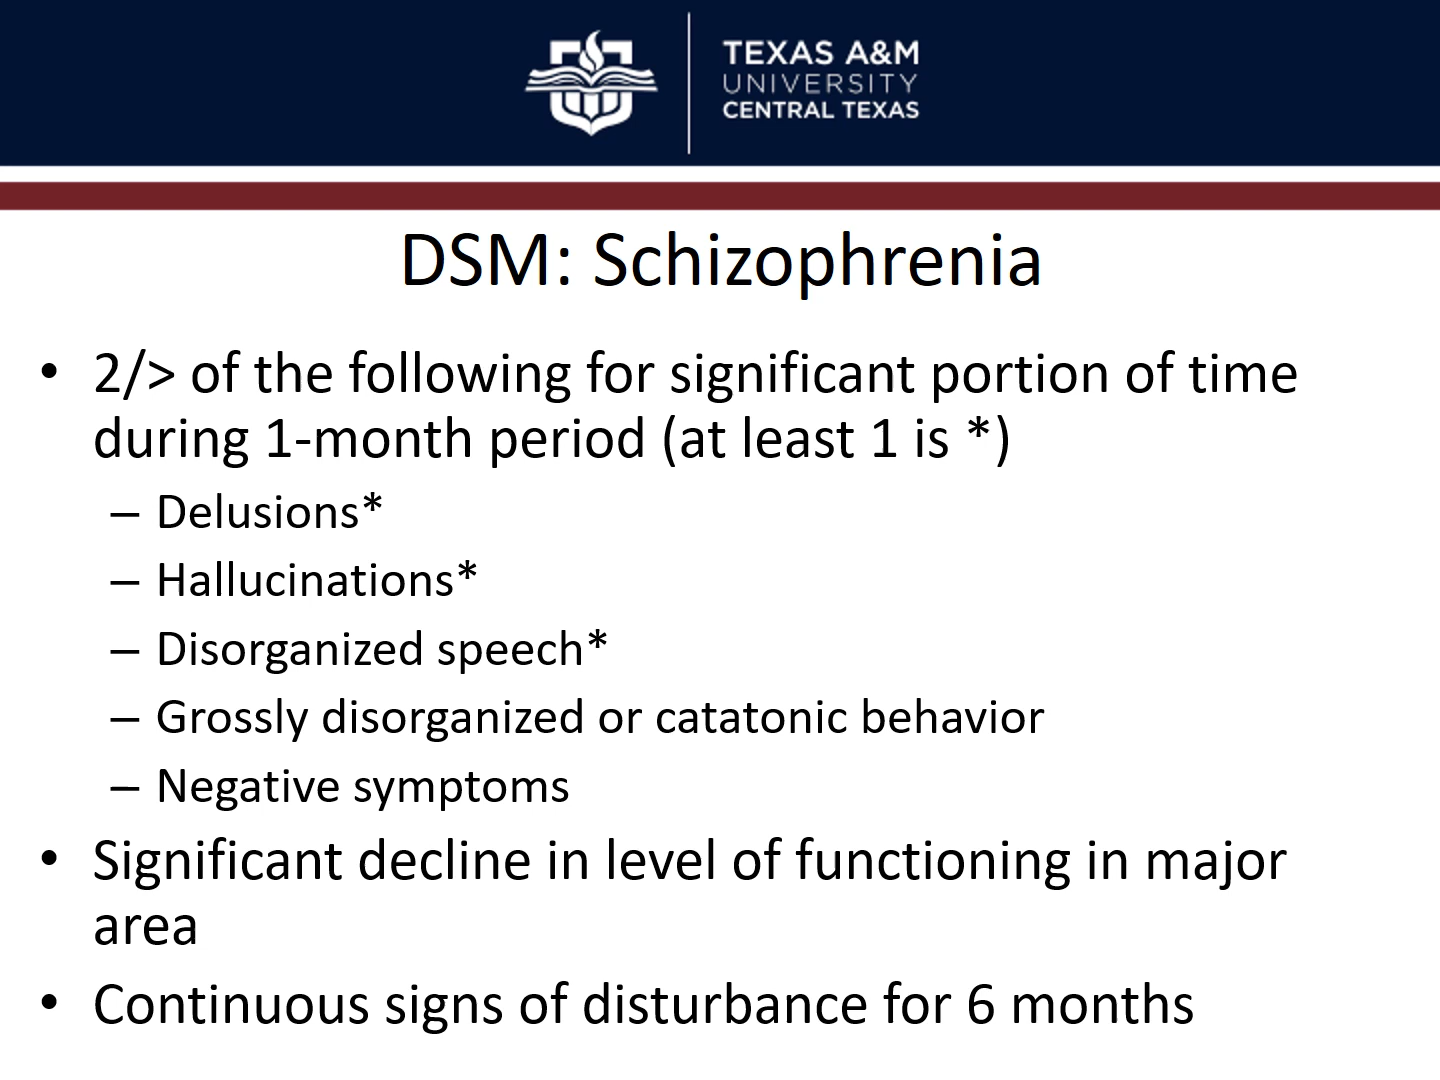 TEXAS A&M
UNIVERSITY
CENTRAL TEXAS
DSM: Schizophrenia
• 2/> of the following for significant portion of time
during 1-month period (at least 1 is *)
– Delusions*
– Hallucinations*
– Disorganized speech*
– Grossly disorganized or catatonic behavior
– Negative symptoms
• Significant decline in level of functioning in major
area
• Continuous signs of disturbance for 6 months